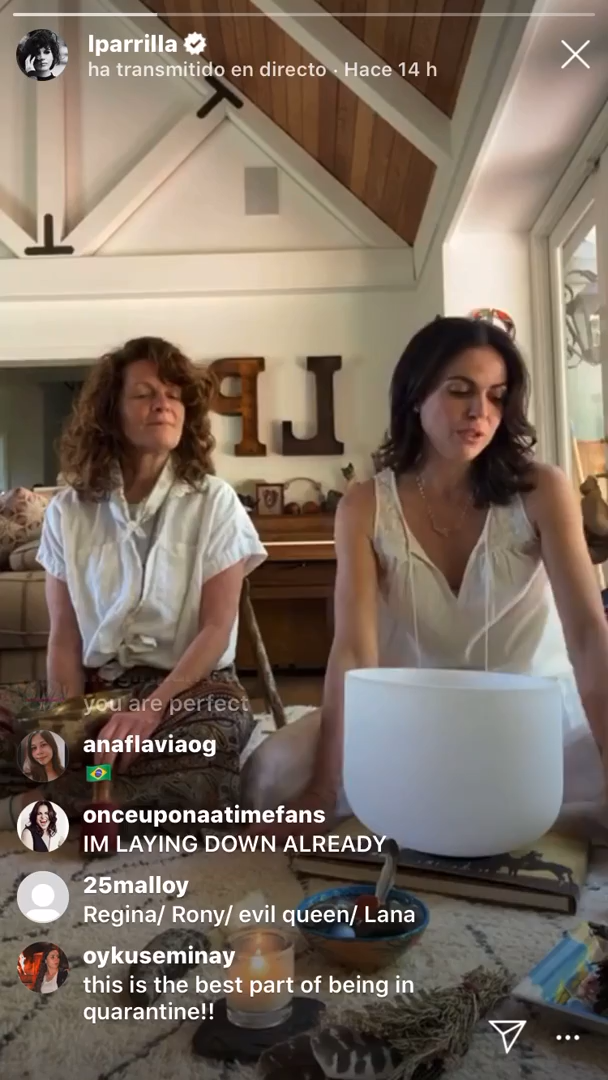 lparrilla
ha transmitido en directo · Hace 14 h
P L
you are perfect
anaflaviaog
🇧🇷
onceuponaatimefans
IM LAYING DOWN ALREADY
25malloy
Regina/ Rony/ evil queen/ Lana
oykuseminay
this is the best part of being in
quarantine!!